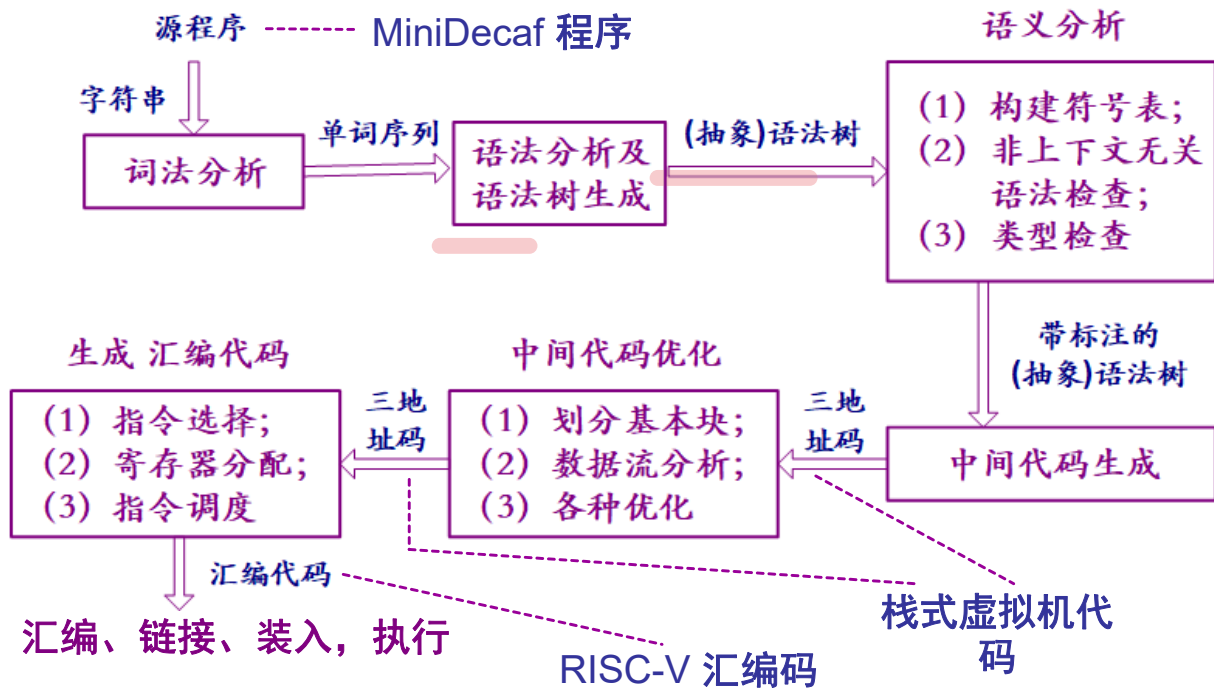 源程序
MiniDecaf 程序
字符串
词法分析
单词序列
语法分析及
语法树生成
(抽象)语法树
语义分析
(1) 构建符号表;
(2) 非上下文无关
语法检查;
(3) 类型检查
带标注的
(抽象)语法树
中间代码生成
三地
址码
中间代码优化
(1) 划分基本块;
(2) 数据流分析;
(3) 各种优化
三地
址码
生成 汇编代码
(1) 指令选择;
(2) 寄存器分配;
(3) 指令调度
汇编代码
汇编、链接、装入，执行
栈式虚拟机代
码
RISC-V 汇编码